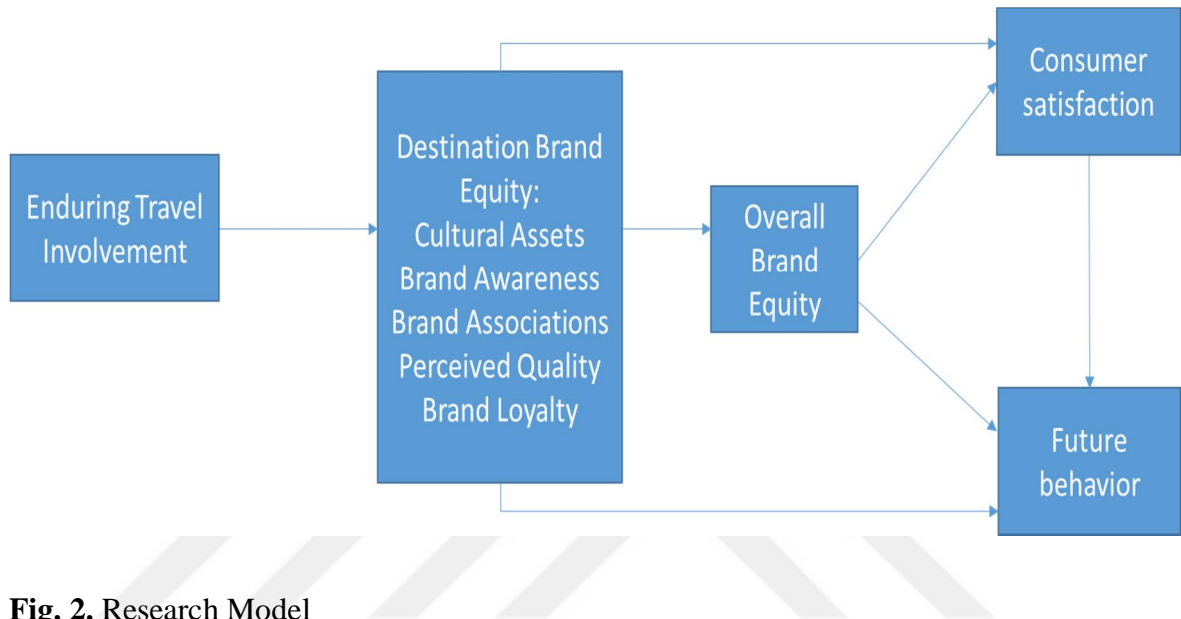 Enduring Travel
Involvement
Destination Brand
Equity:
Cultural Assets
Brand Awareness
Brand Associations
Perceived Quality
Brand Loyalty
Overall
Brand
Equity
Consumer
satisfaction
Future
behavior
Fig. 2. Research Model